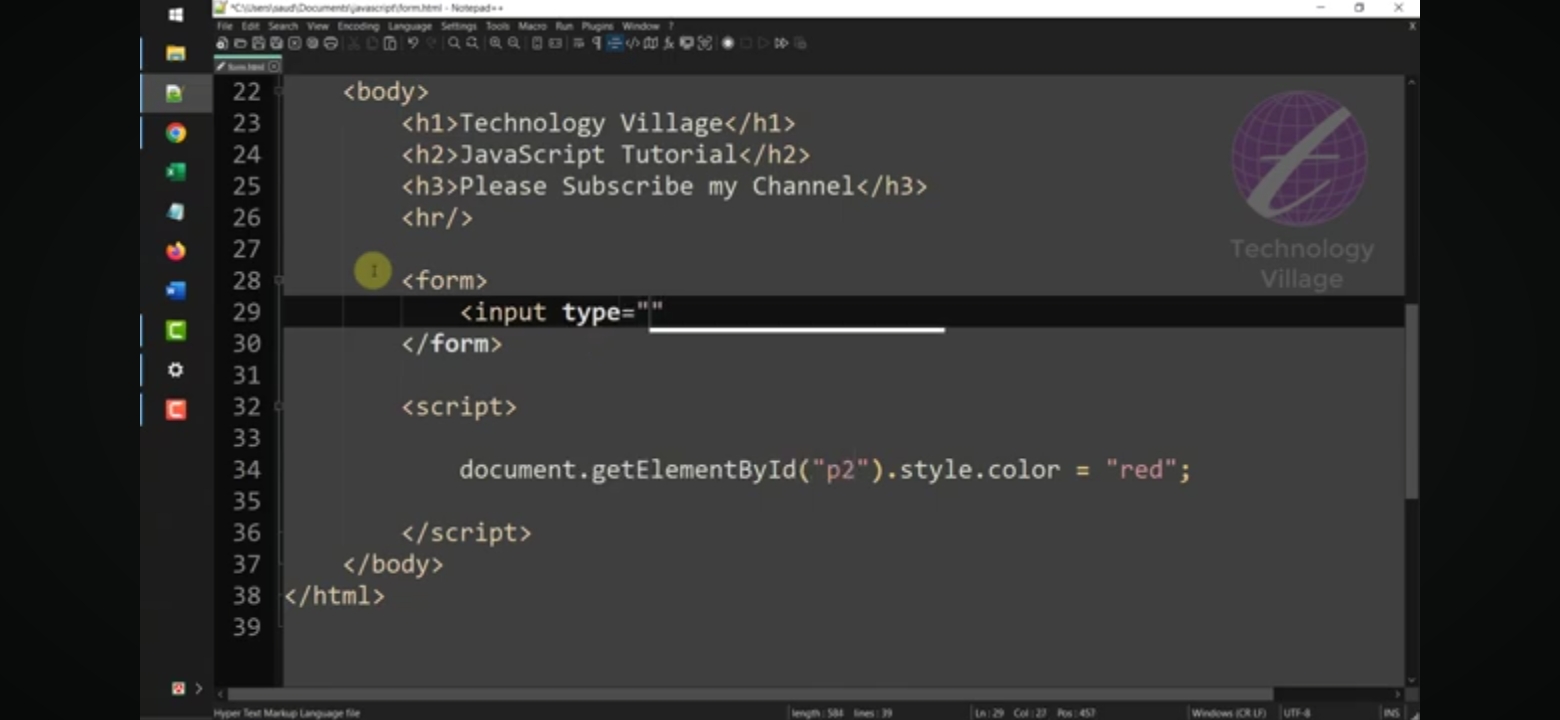 *C:\Users\saud\Documents\javascript\form.html - Notepad++
File Edit Search View Encoding Language Settings Tools Macro Run Plugins Window ?
form.html
22 <body>
23 <h1>Technology Village</h1>
24 <h2>JavaScript Tutorial</h2>
25 <h3>Please Subscribe my Channel</h3>
26 <hr/>
27
28 <form>
29 <input type=""
30 </form>
31
32 <script>
33
34 document.getElementById("p2").style.color = "red";
35
36 </script>
37 </body>
38 </html>
39
Technology
Village
Hyper Text Markup Language file length : 584 lines : 39 Ln : 29 Col : 27 Pos : 457 Windows (CR LF) UTF-8 INS